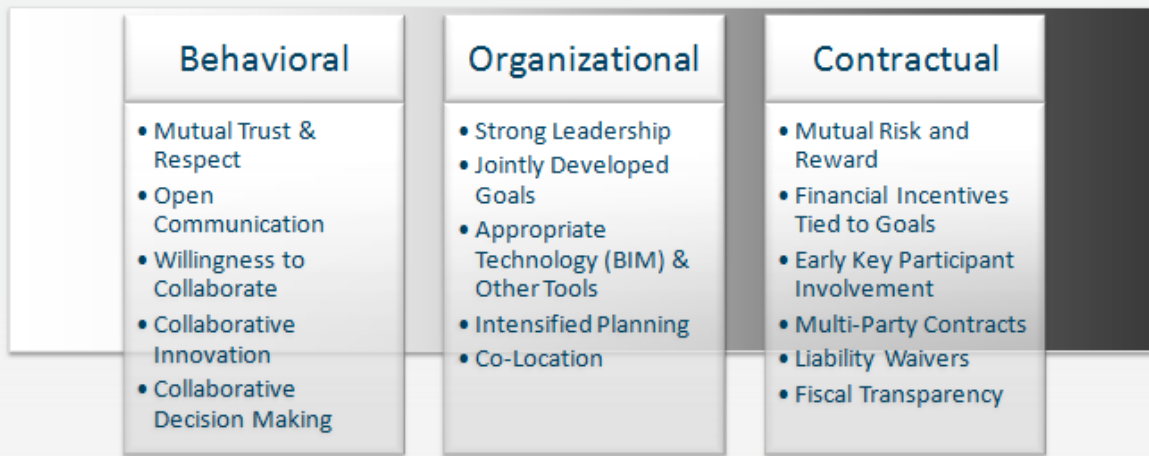 Behavioral
• Mutual Trust &
Respect
• Open
Communication
• Willingness to
Collaborate
• Collaborative
Innovation
• Collaborative
Decision Making
Organizational
• Strong Leadership
• Jointly Developed
Goals
• Appropriate
Technology (BIM) &
Other Tools
• Intensified Planning
• Co-Location
Contractual
• Mutual Risk and
Reward
• Financial Incentives
Tied to Goals
• Early Key Participant
Involvement
• Multi-Party Contracts
• Liability Waivers
• Fiscal Transparency